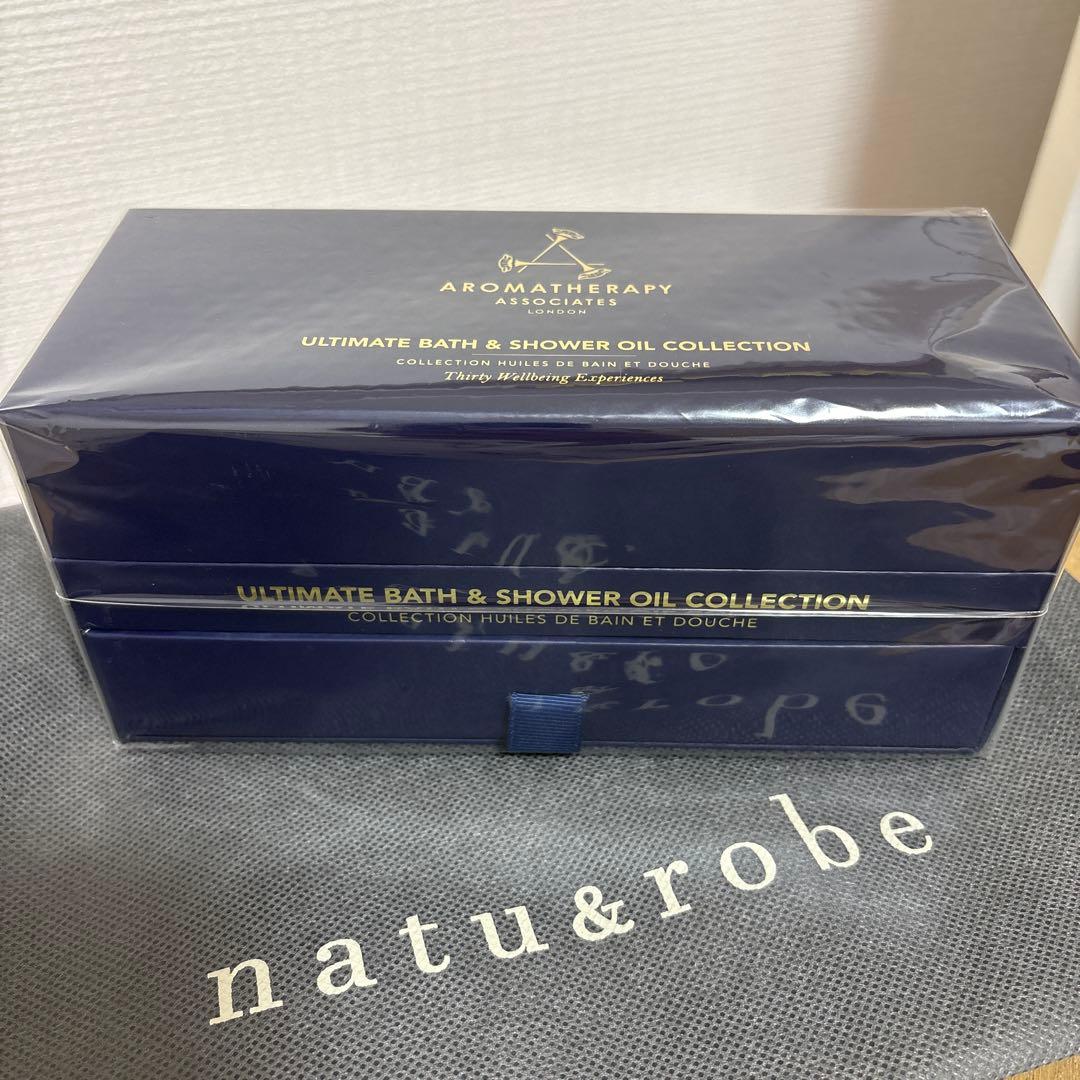 AROMATHERAPY
ASSOCIATES
LONDON
ULTIMATE BATH & SHOWER OIL COLLECTION
COLLECTION HUILES DE BAIN ET DOUCHE
Thirty Wellbeing Experiences
ULTIMATE BATH & SHOWER OIL COLLECTION
COLLECTION HUILES DE BAIN ET DOUCHE
natu&robe